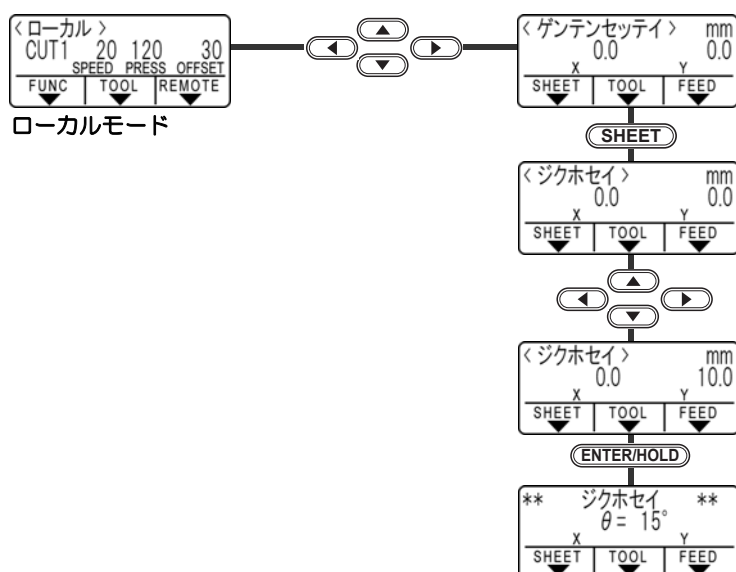 < ローカル >
CUT1 20 120 30
SPEED PRESS OFFSET
FUNC TOOL REMOTE
ローカルモード
< ゲンテンセッテイ > mm
0.0 0.0
X Y
SHEET TOOL FEED
SHEET
< ジクホセイ > mm
0.0 0.0
X Y
SHEET TOOL FEED
< ジクホセイ > mm
0.0 10.0
X Y
SHEET TOOL FEED
ENTER/HOLD
** ジクホセイ **
θ = 15°
X Y
SHEET TOOL FEED